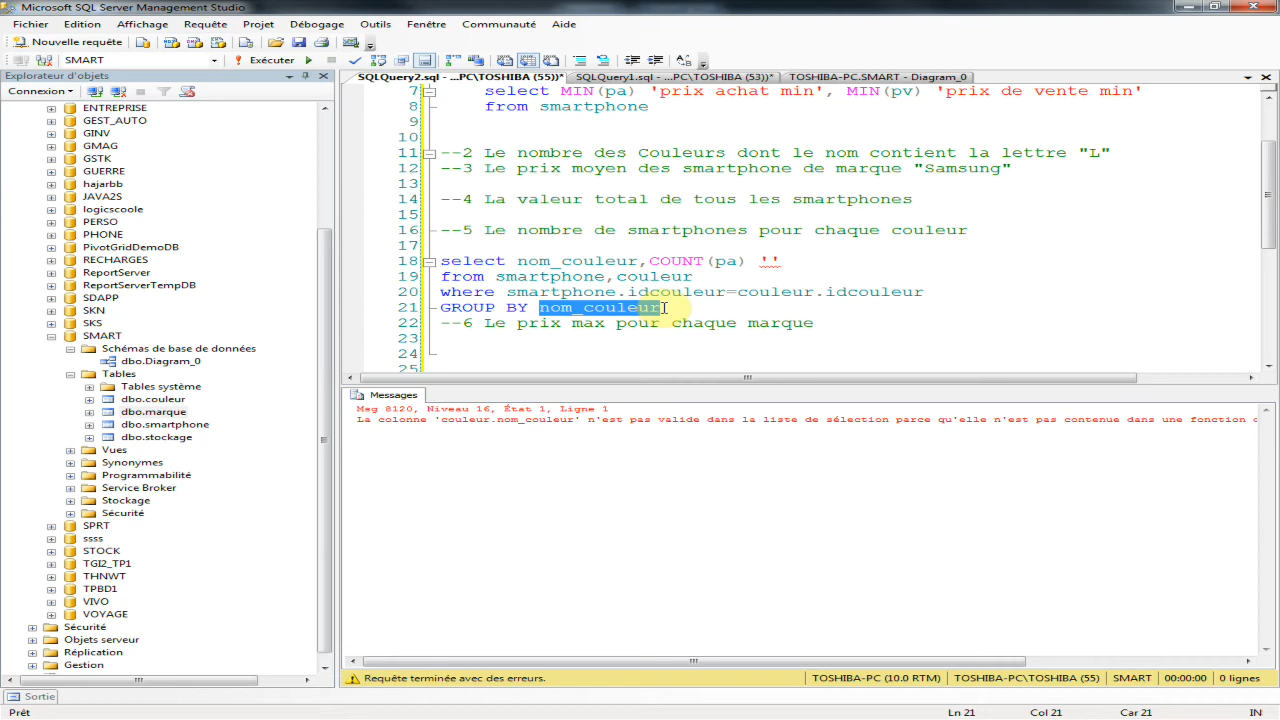 Microsoft SQL Server Management Studio
Fichier Edition Affichage Requête Projet Débogage Outils Fenêtre Communauté Aide
Nouvelle requête
SMART Exécuter
Explorateur d'objets
SQLQuery2.sql - ...PC\TOSHIBA (55))* SQLQuery1.sql - ...PC\TOSHIBA (53))* TOSHIBA-PC.SMART - Diagram_0
Connexion
ENTREPRISE
GEST_AUTO
GINV
GMAG
GSTK
GUERRE
hajarbb
JAVA2S
logicscoole
PERSO
PHONE
PivotGridDemoDB
RECHARGES
ReportServer
ReportServerTempDB
SDAPP
SKN
SKS
SMART
Schémas de base de données
dbo.Diagram_0
Tables
Tables système
dbo.couleur
dbo.marque
dbo.smartphone
dbo.stockage
Vues
Synonymes
Programmabilité
Service Broker
Stockage
Sécurité
SPRT
ssss
STOCK
TGI2_TP1
THNWT
TPBD1
VIVO
VOYAGE
Sécurité
Objets serveur
Réplication
Gestion
7 select MIN(pa) 'prix achat min', MIN(pv) 'prix de vente min'
8 from smartphone
9
10
11 --2 Le nombre des Couleurs dont le nom contient la lettre "L"
12 --3 Le prix moyen des smartphone de marque "Samsung"
13
14 --4 La valeur total de tous les smartphones
15
16 --5 Le nombre de smartphones pour chaque couleur
17
18 select nom_couleur,COUNT(pa) ''
19 from smartphone,couleur
20 where smartphone.idcouleur=couleur.idcouleur
21 GROUP BY nom_couleur
22 --6 Le prix max pour chaque marque
23
24
25
Messages
Msg 8120, Niveau 16, État 1, Ligne 1
La colonne 'couleur.nom_couleur' n'est pas valide dans la liste de sélection parce qu'elle n'est pas contenue dans une fonction
Requête terminée avec des erreurs. TOSHIBA-PC (10.0 RTM) TOSHIBA-PC\TOSHIBA (55) SMART 00:00:00 0 lignes
Sortie
Prêt Ln 21 Col 21 Car 21 IN